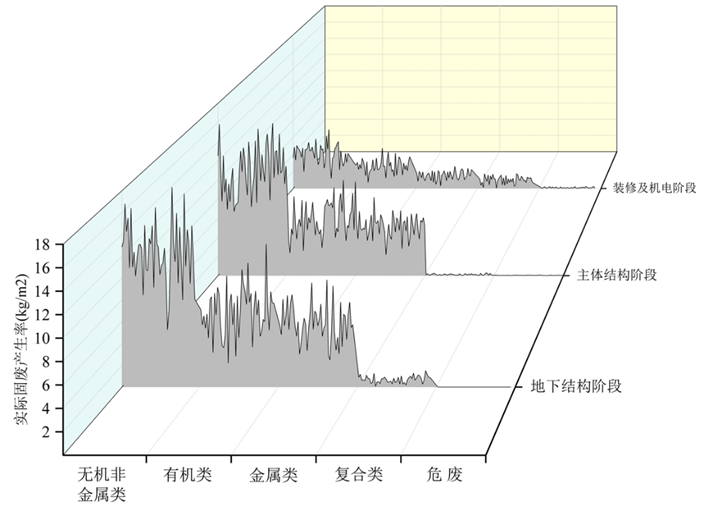 装修及机电阶段
主体结构阶段
地下结构阶段
实际固废产生率(kg/m2)
18
16
14
12
10
8
6
4
2
无机非
金属类
有机类
金属类
复合类
危 废